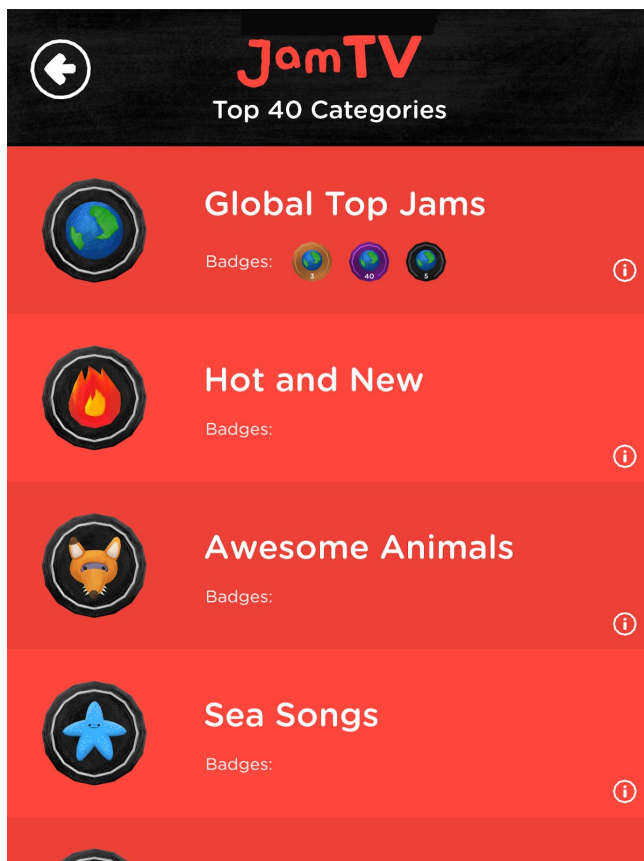 JamTV
Top 40 Categories
Global Top Jams
Badges:
3
40
5
Hot and New
Badges:
Awesome Animals
Badges:
Sea Songs
Badges: